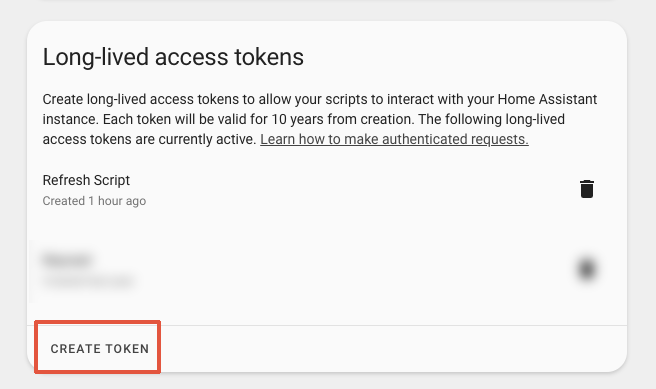 Long-lived access tokens
Create long-lived access tokens to allow your scripts to interact with your Home Assistant
instance. Each token will be valid for 10 years from creation. The following long-lived
access tokens are currently active. Learn how to make authenticated requests.
Refresh Script
Created 1 hour ago
CREATE TOKEN